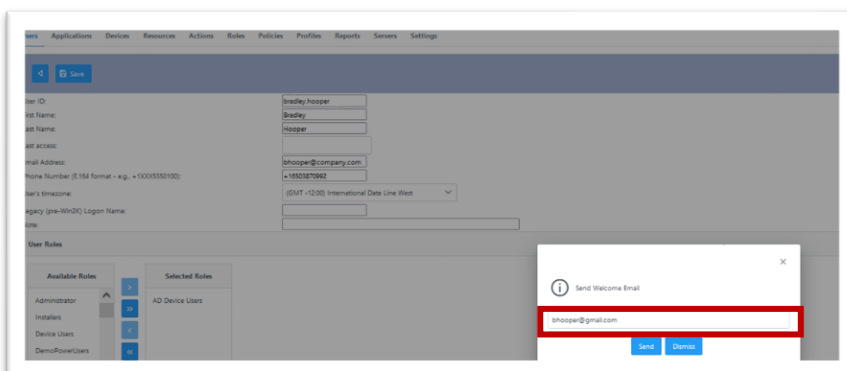 sers Applications Devices Resources Actions Roles Policies Profiles Reports Servers Settings
Save
ser ID: bradley.hooper
irst Name: Bradley
ast Name: Hooper
ast access:
mail Address: bhooper@company.com
hone Number (E.164 format - e.g., +1XXX5550100): +16503870992
ser's timezone: (GMT -12:00) International Date Line West
egacy (pre-Win2K) Logon Name:
ote:
User Roles
Available Roles Selected Roles
Administrator AD Device Users
Installers
Device Users
DemoPowerUsers
Send Welcome Email
bhooper@gmail.com
Send Dismiss